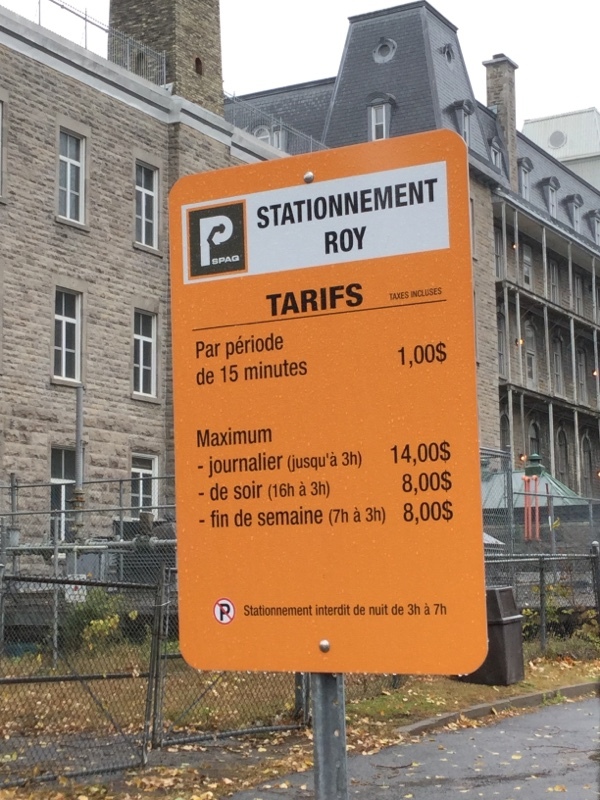 P
SPAQ
STATIONNEMENT
ROY
TARIFS TAXES INCLUSES
Par période
de 15 minutes 1,00$
Maximum
- journalier (jusqu'à 3h) 14,00$
- de soir (16h à 3h) 8,00$
- fin de semaine (7h à 3h) 8,00$
P Stationnement interdit de nuit de 3h à 7h